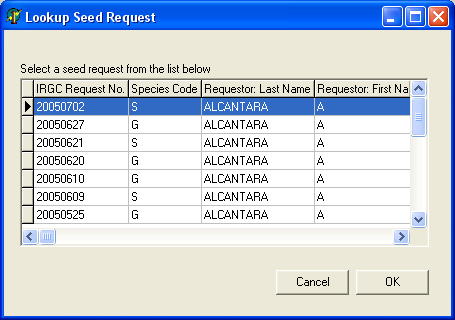 Lookup Seed Request
Select a seed request from the list below
IRGC Request No. Species Code Requestor: Last Name Requestor: First Na
20050702 S ALCANTARA A
20050627 G ALCANTARA A
20050621 S ALCANTARA A
20050620 G ALCANTARA A
20050610 G ALCANTARA A
20050609 S ALCANTARA A
20050525 G ALCANTARA A
Cancel OK